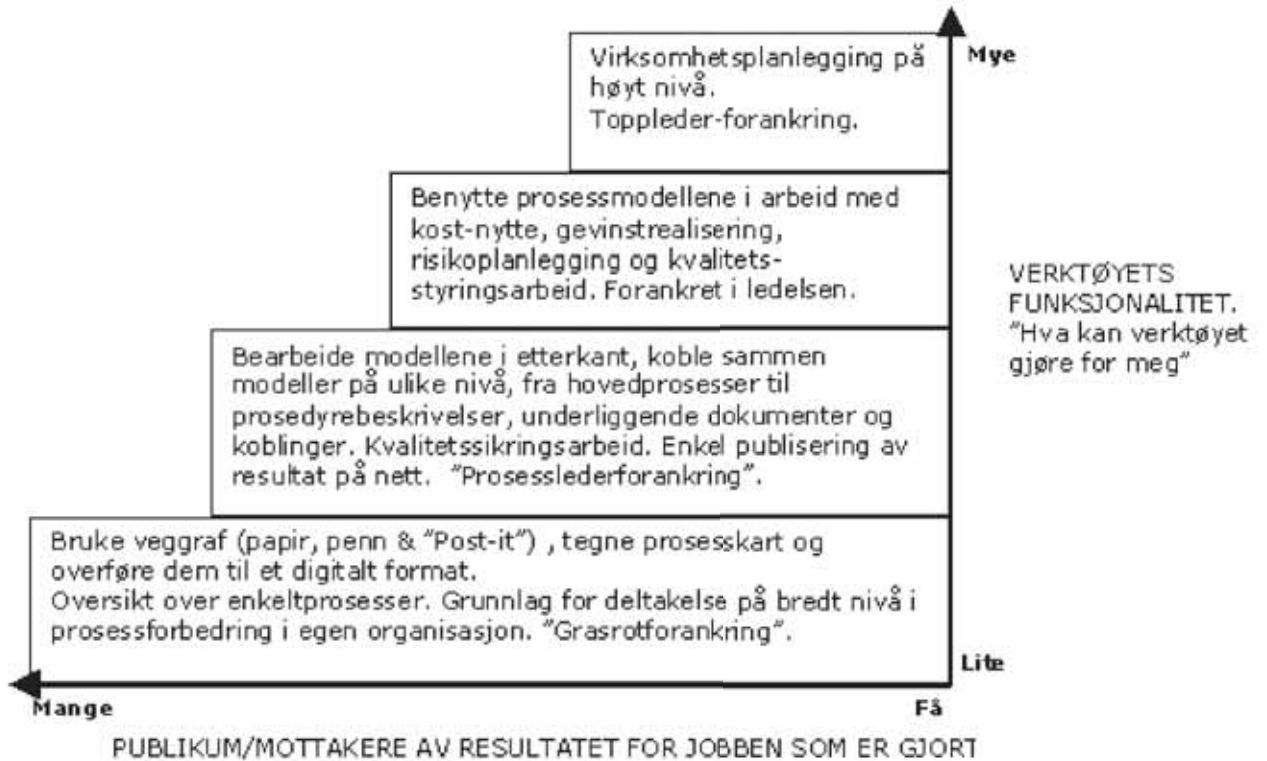 Virksomhetsplanlegging på
høyt nivå.
Toppleder-forankring.
Mye
Benytte prosessmodellene i arbeid med
kost-nytte, gevinstrealisering,
risikoplanlegging og kvalitets-
styringsarbeid. Forankret i ledelsen.
VERKTØYETS
FUNKSJONALITET.
"Hva kan verktøyet
gjøre for meg"
Bearbeide modellene i etterkant, koble sammen
modeller på ulike nivå, fra hovedprosesser til
prosedyrebeskrivelser, underliggende dokumenter og
koblinger. Kvalitetssikringsarbeid. Enkel publisering av
resultat på nett. "Prosesslederforankring".
Bruke veggraf (papir, penn & "Post-it") , tegne prosesskart og
overføre dem til et digitalt format.
Oversikt over enkeltprosesser. Grunnlag for deltakelse på bredt nivå i
prosessforbedring i egen organisasjon. "Grasrotforankring".
Lite
Mange
Få
PUBLIKUM/MOTTAKERE AV RESULTATET FOR JOBBEN SOM ER GJORT